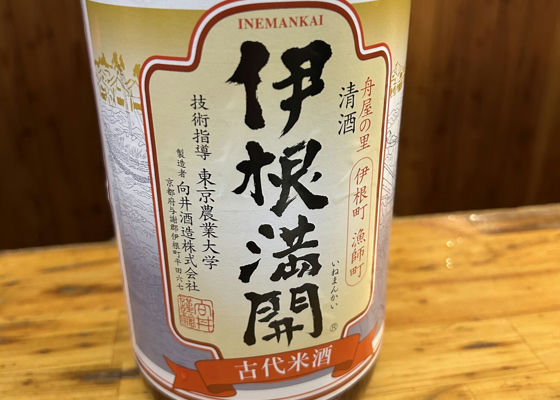 INEMANKAI
舟屋の里
伊根町 漁師町
清酒
伊根満開
いねまんかい
®
技術指導 東京農業大学
製造者 向井酒造株式会社
京都府与謝郡伊根町平田六七
古代米酒